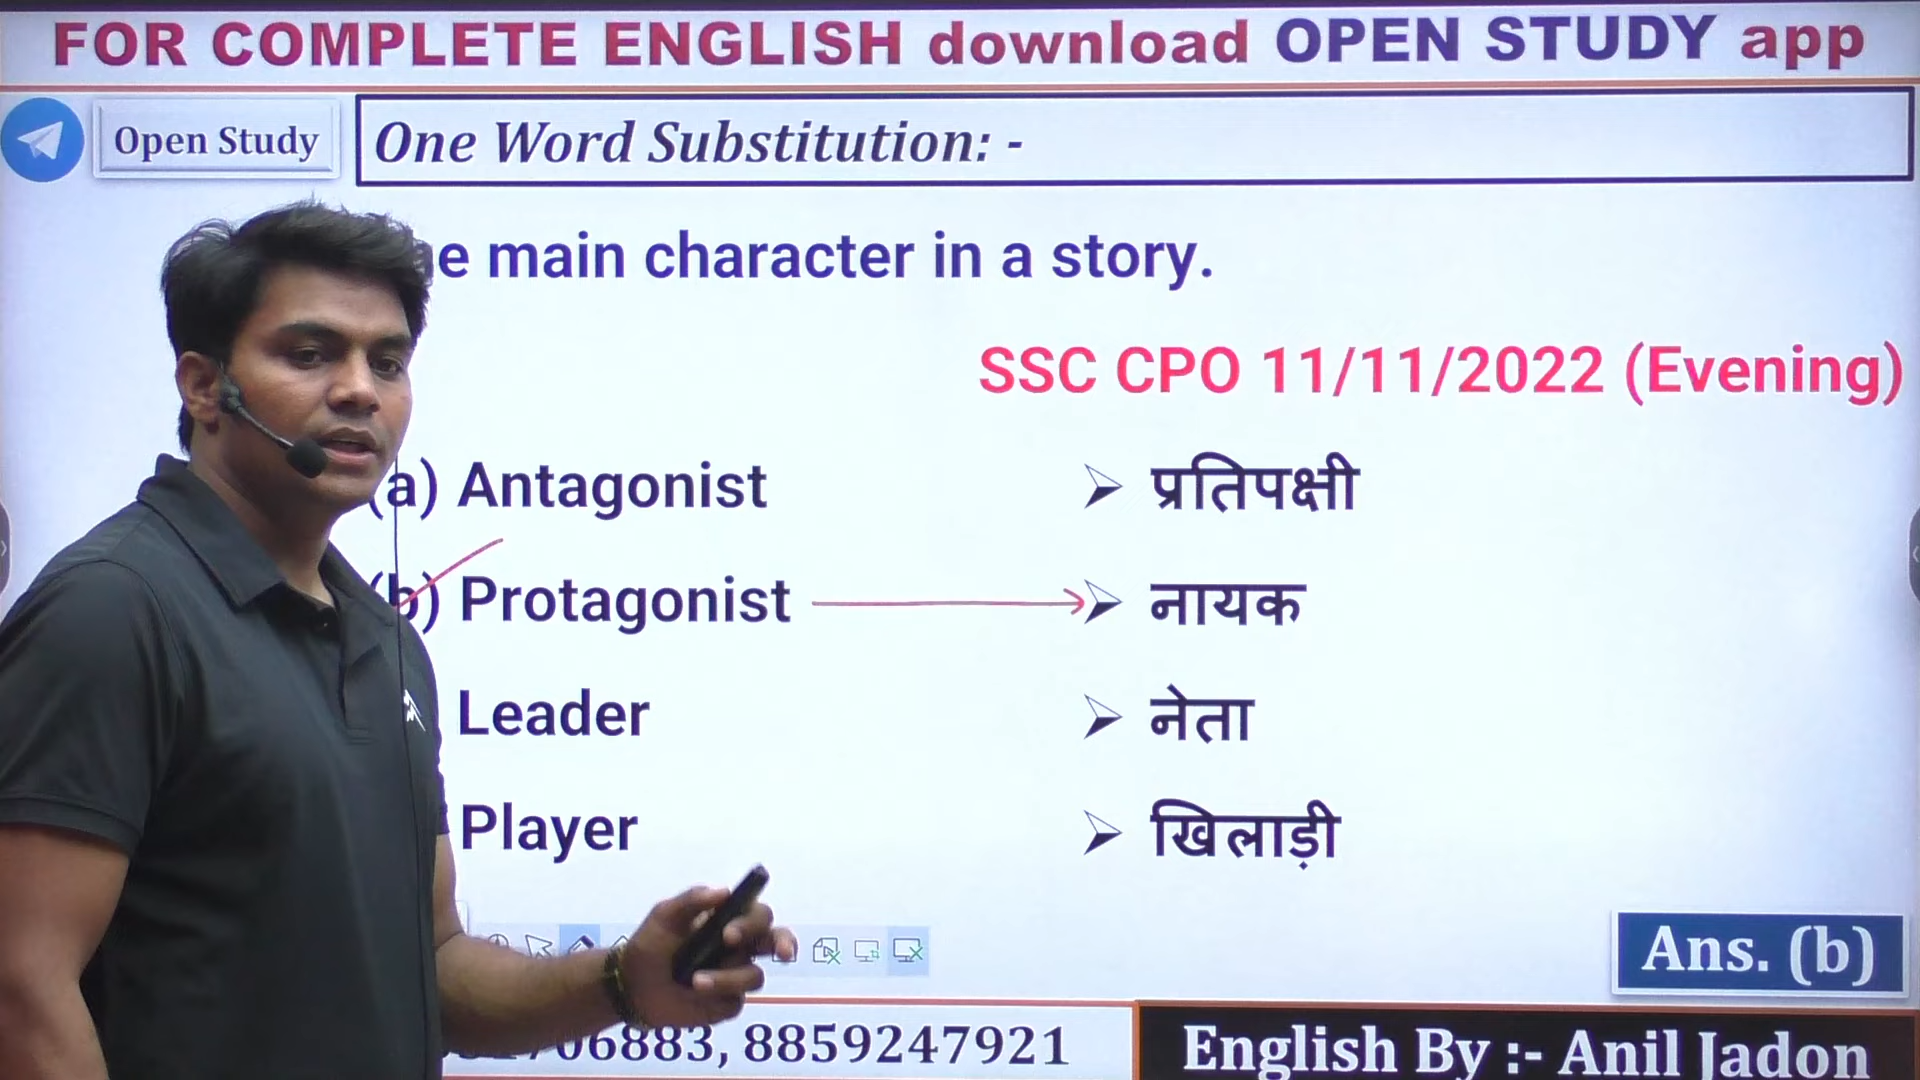 FOR COMPLETE ENGLISH download OPEN STUDY app
Open Study
One Word Substitution: -
main character in a story.
SSC CPO 11/11/2022 (Evening)
(a) Antagonist ➢ प्रतिपक्षी
(b) Protagonist ➢ नायक
Leader ➢ नेता
Player ➢ खिलाड़ी
Ans. (b)
06883, 8859247921
English By :- Anil Jadon